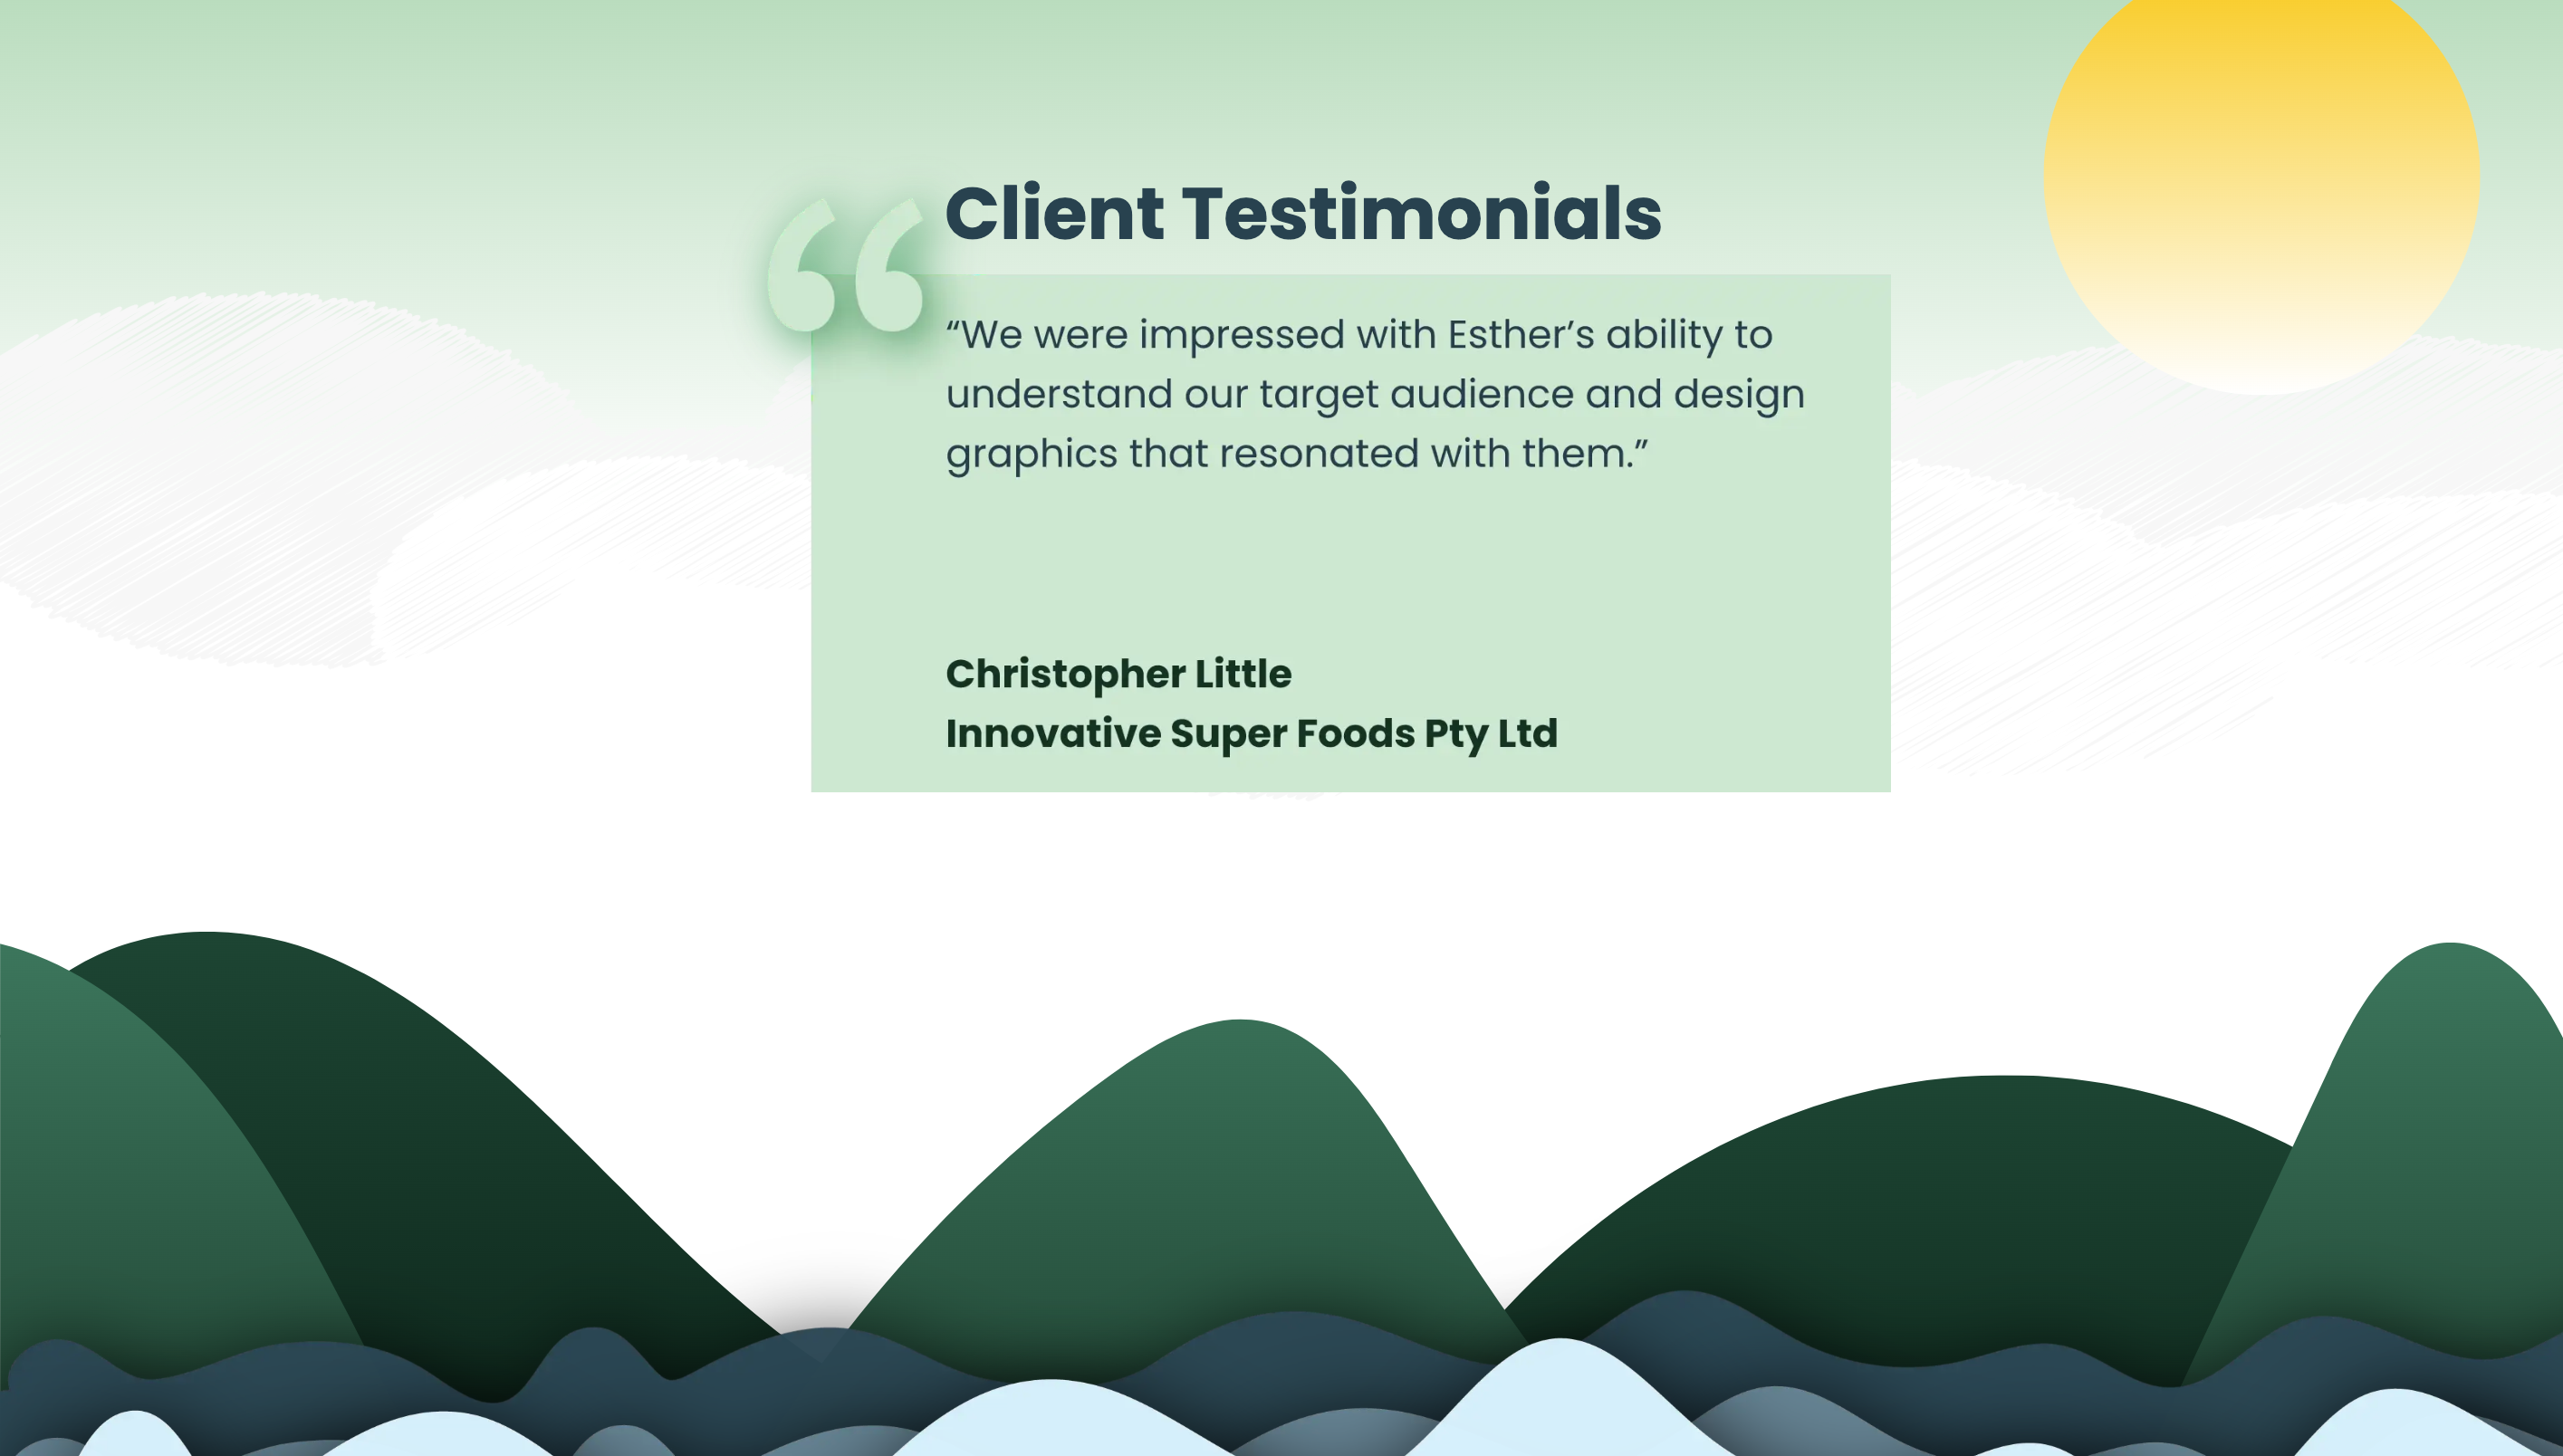 Client Testimonials
“We were impressed with Esther’s ability to
understand our target audience and design
graphics that resonated with them.”
Christopher Little
Innovative Super Foods Pty Ltd